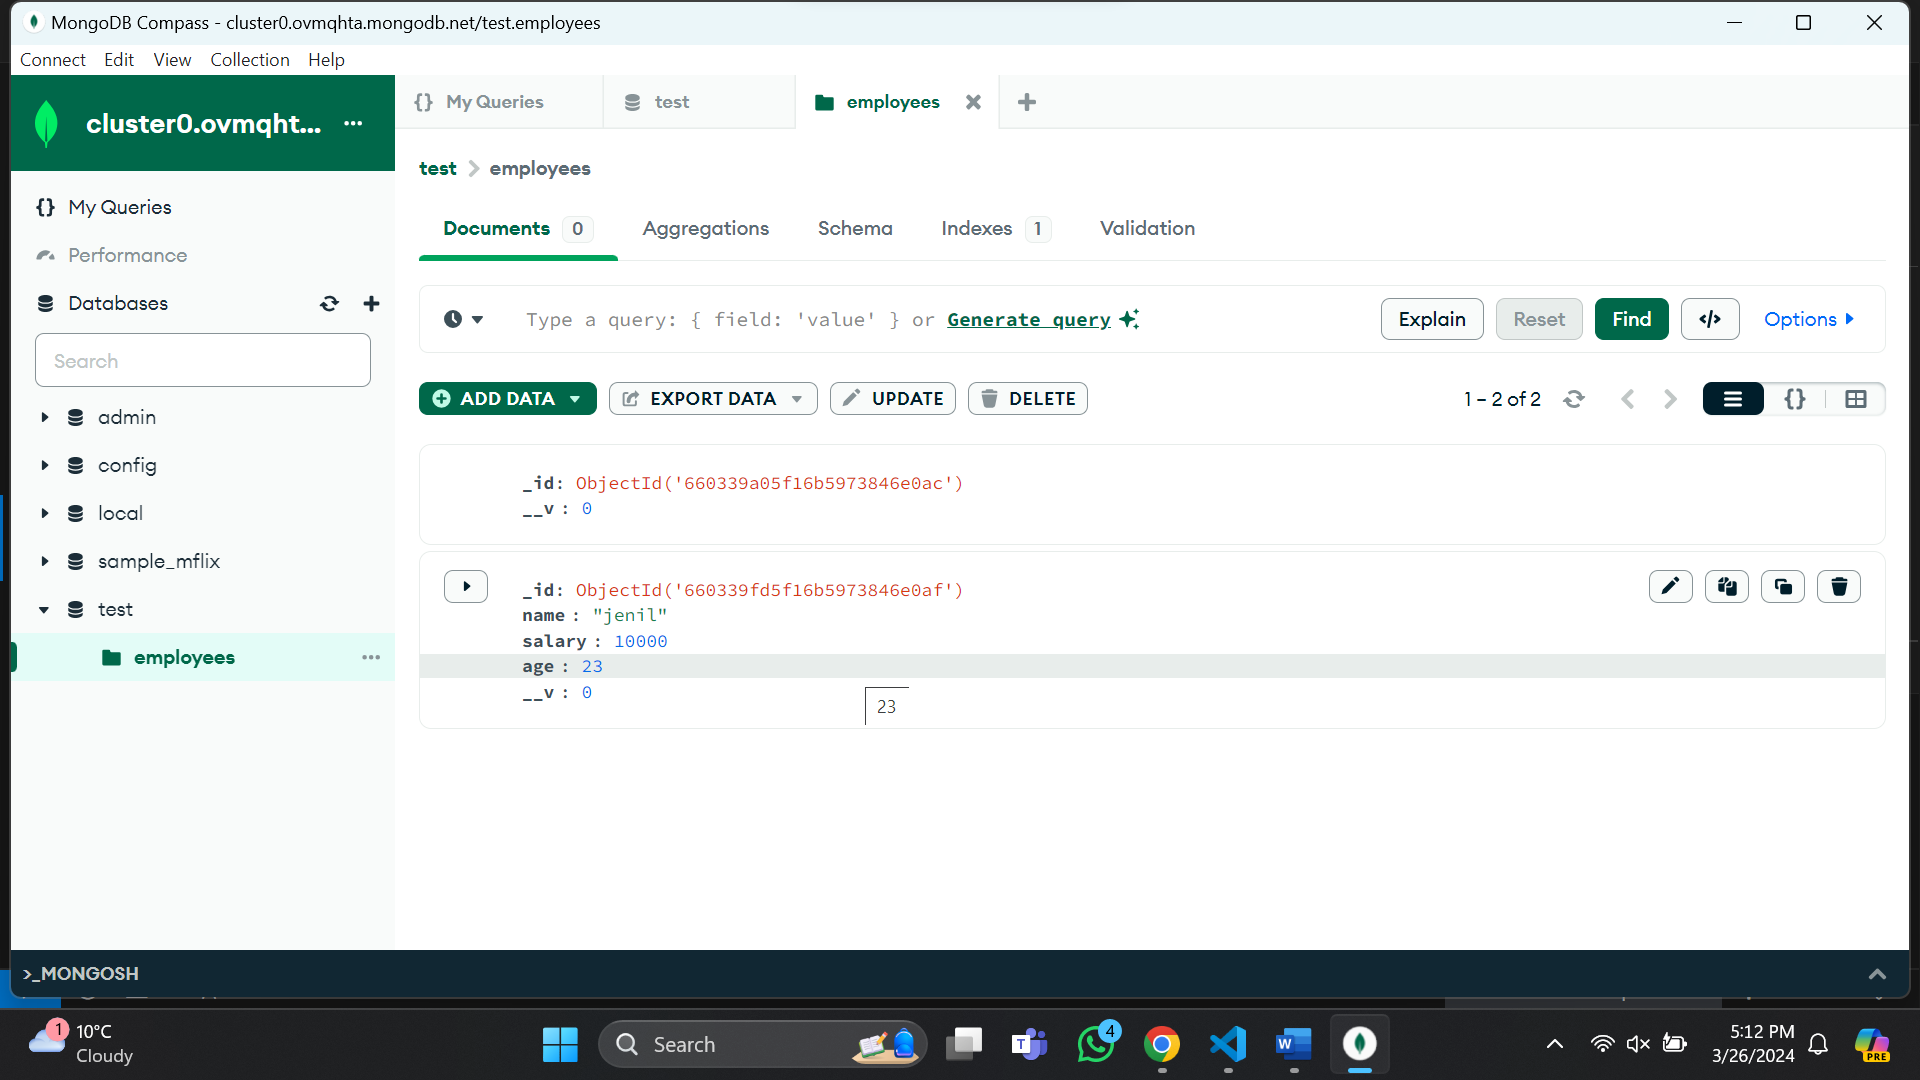 MongoDB Compass - cluster0.ovmqhta.mongodb.net/test.employees
Connect Edit View Collection Help
cluster0.ovmqht... ...
{} My Queries
test
employees
test > employees
My Queries
Performance
Databases
Search
admin
config
local
sample_mflix
test
employees ...
Documents 0 Aggregations Schema Indexes 1 Validation
Type a query: { field: 'value' } or Generate query
Explain Reset Find </> Options
ADD DATA EXPORT DATA UPDATE DELETE 1 – 2 of 2 {}
_id: ObjectId('660339a05f16b5973846e0ac')
__v : 0
_id: ObjectId('660339fd5f16b5973846e0af')
name : "jenil"
salary : 10000
age : 23
__v : 0
23
>_MONGOSH
1 10°C
Cloudy
Search
T
4
W
5:12 PM
3/26/2024
PRE